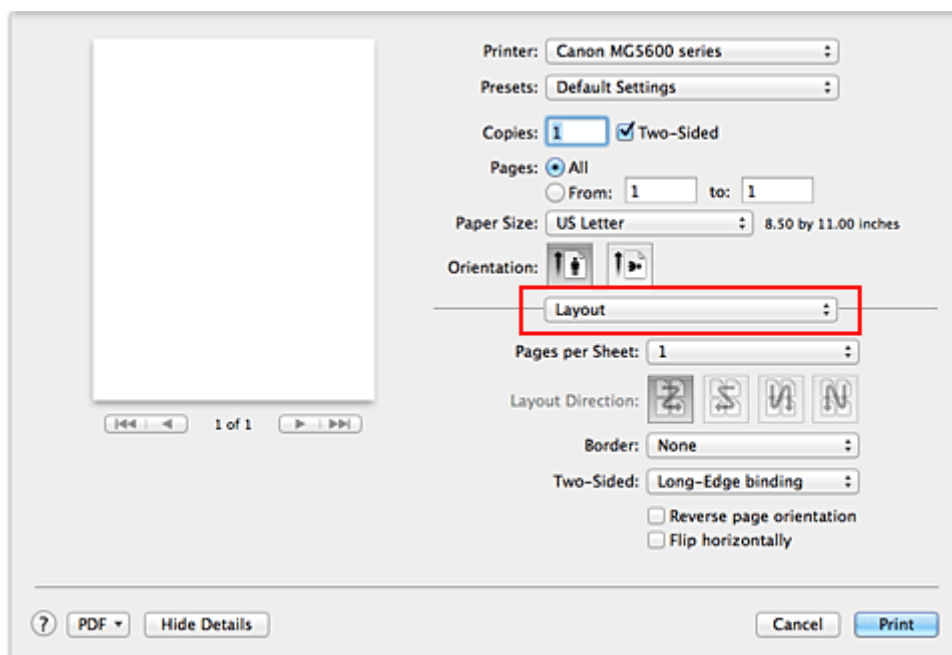 Printer: Canon MG5600 series
Presets: Default Settings
Copies: 1 Two-Sided
Pages: All
From: 1 to: 1
Paper Size: US Letter 8.50 by 11.00 inches
Orientation:
Layout
Pages per Sheet: 1
Layout Direction:
1 of 1
Border: None
Two-Sided: Long-Edge binding
Reverse page orientation
Flip horizontally
? PDF Hide Details Cancel Print